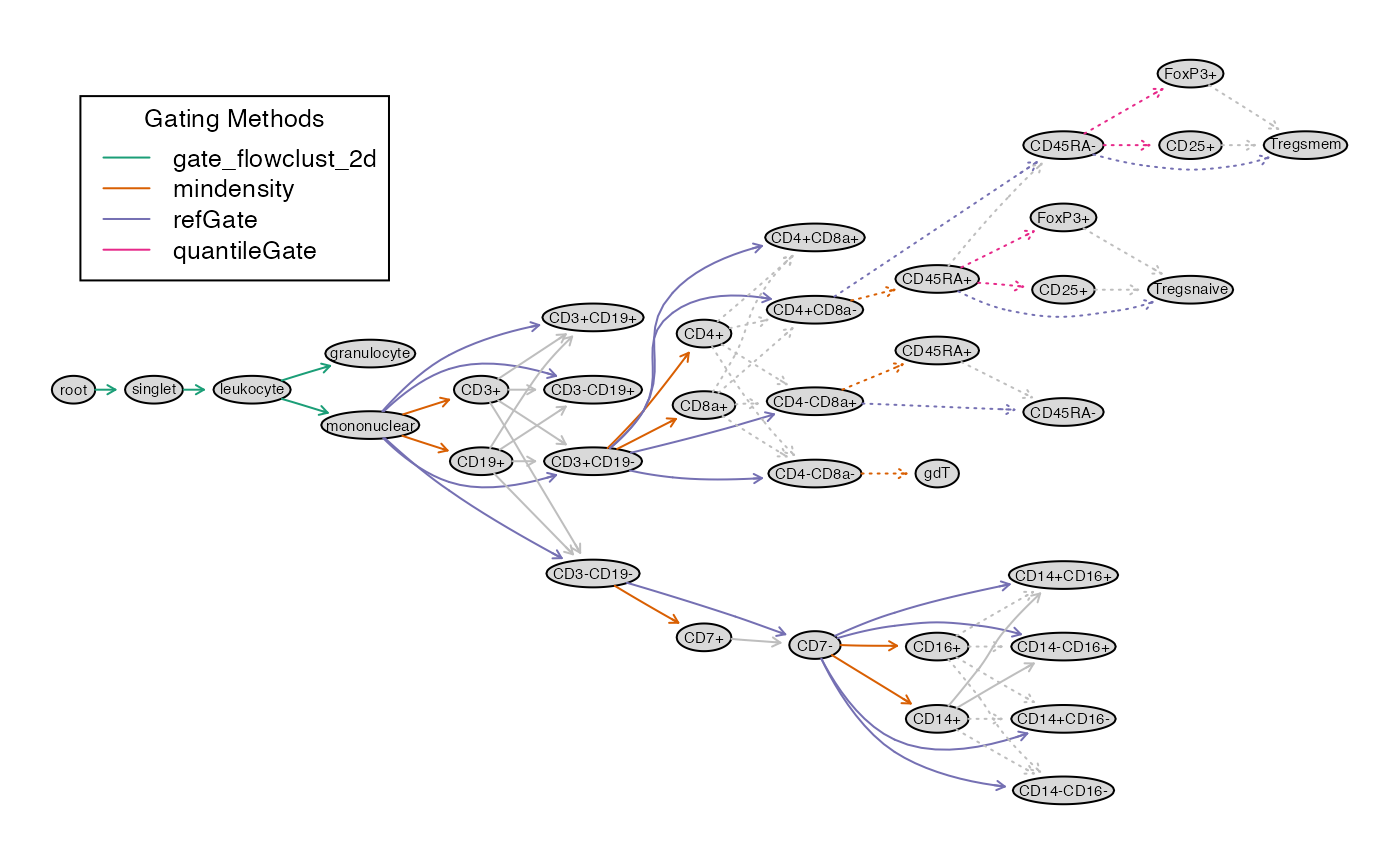 Gating Methods
gate_flowclust_2d
mindensity
refGate
quantileGate
root
singlet
leukocyte
granulocyte
mononuclear
CD3+
CD19+
CD3+CD19+
CD3-CD19+
CD3+CD19-
CD3-CD19-
CD4+
CD8a+
CD7+
CD4+CD8a+
CD4+CD8a-
CD4-CD8a+
CD4-CD8a-
CD7-
CD45RA+
CD45RA+
gdT
CD16+
CD14+
CD45RA-
FoxP3+
CD25+
CD45RA-
CD14+CD16+
CD14-CD16+
CD14+CD16-
CD14-CD16-
FoxP3+
CD25+
Tregsnaive
Tregsmem